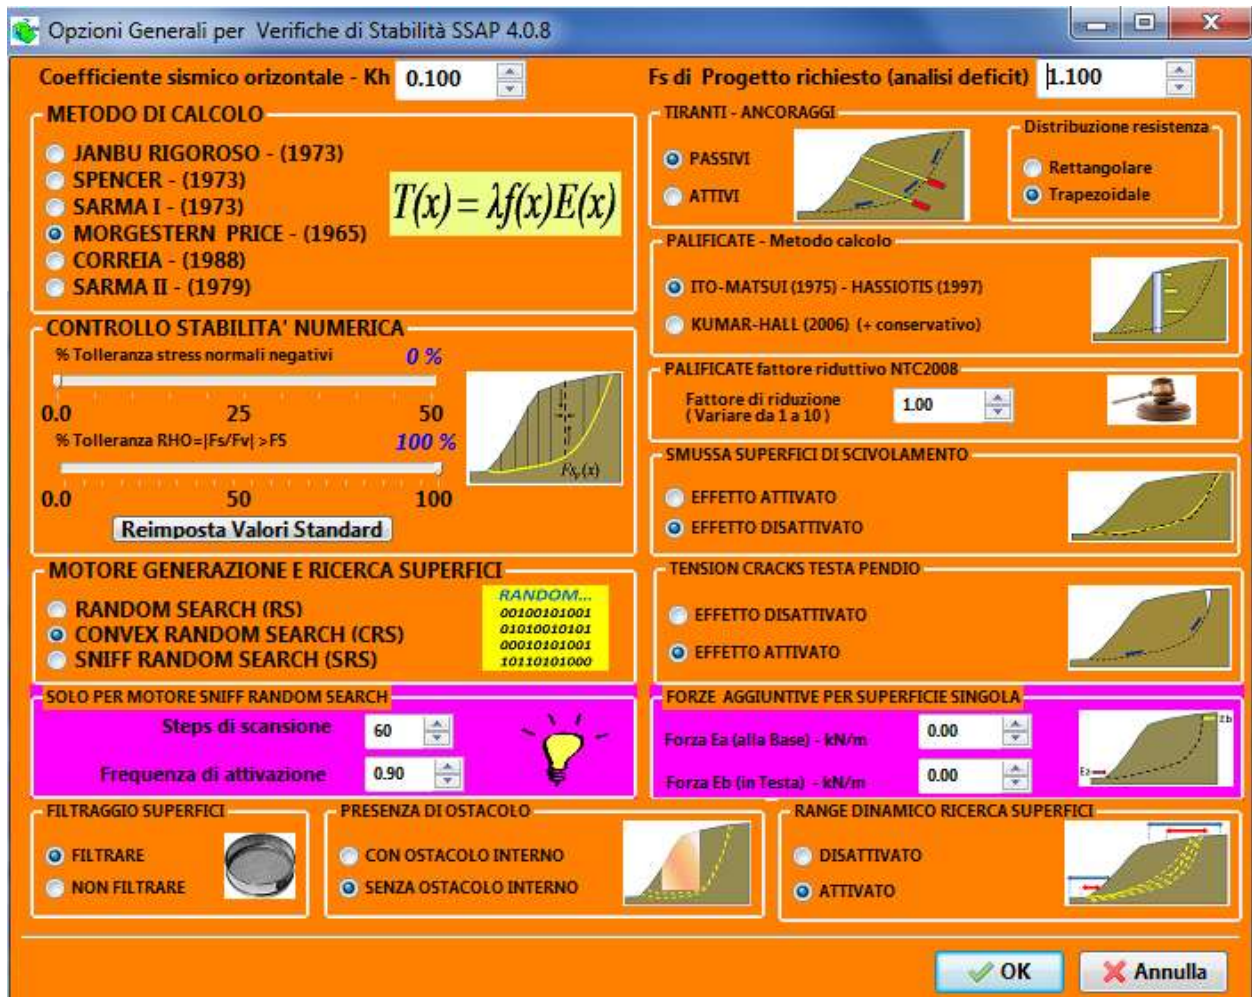 Opzioni Generali per Verifiche di Stabilità SSAP 4.0.8
Coefficiente sismico orizontale - Kh 0.100
Fs di Progetto richiesto (analisi deficit) 1.100
METODO DI CALCOLO
JANBU RIGOROSO - (1973)
SPENCER - (1973)
SARMA I - (1973)
MORGESTERN PRICE - (1965)
CORREIA - (1988)
SARMA II - (1979)
T(x) = λf(x)E(x)
TIRANTI - ANCORAGGI
PASSIVI
ATTIVI
Distribuzione resistenza
Rettangolare
Trapezoidale
PALIFICATE - Metodo calcolo
ITO-MATSUI (1975) - HASSIOTIS (1997)
KUMAR-HALL (2006) (+ conservativo)
CONTROLLO STABILITA' NUMERICA
% Tolleranza stress normali negativi 0 %
0.0 25 50
% Tolleranza RHO=|Fs/Fv| >FS 100 %
0.0 50 100
Reimposta Valori Standard
Fsᵥ(x)
PALIFICATE fattore riduttivo NTC2008
Fattore di riduzione
( Variare da 1 a 10 )
1.00
SMUSSA SUPERFICI DI SCIVOLAMENTO
EFFETTO ATTIVATO
EFFETTO DISATTIVATO
MOTORE GENERAZIONE E RICERCA SUPERFICI
RANDOM SEARCH (RS)
CONVEX RANDOM SEARCH (CRS)
SNIFF RANDOM SEARCH (SRS)
RANDOM...
00100101001
01010010101
00010101001
10110101000
TENSION CRACKS TESTA PENDIO
EFFETTO DISATTIVATO
EFFETTO ATTIVATO
SOLO PER MOTORE SNIFF RANDOM SEARCH
Steps di scansione 60
Frequenza di attivazione 0.90
FORZE AGGIUNTIVE PER SUPERFICIE SINGOLA
Forza Ea (alla Base) - kN/m 0.00
Forza Eb (in Testa) - kN/m 0.00
Eb
Ea
FILTRAGGIO SUPERFICI
FILTRARE
NON FILTRARE
PRESENZA DI OSTACOLO
CON OSTACOLO INTERNO
SENZA OSTACOLO INTERNO
RANGE DINAMICO RICERCA SUPERFICI
DISATTIVATO
ATTIVATO
OK
Annulla